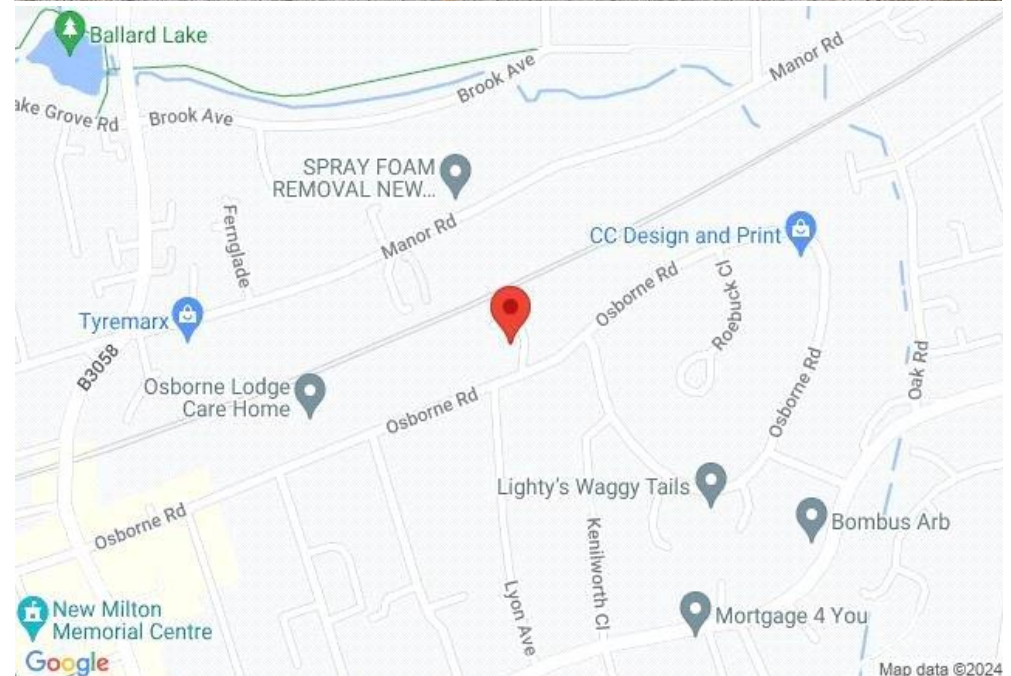 Ballard Lake
ake Grove Rd
Brook Ave
Brook Ave
Manor Rd
SPRAY FOAM
REMOVAL NEW...
Fernglade
Manor Rd
CC Design and Print
Osborne Rd
Roebuck Cl
Tyremarx
B3058
Osborne Lodge
Care Home
Osborne Rd
Osborne Rd
Oak Rd
Lighty's Waggy Tails
Bombus Arb
Osborne Rd
Kenilworth Cl
Lyon Ave
New Milton
Memorial Centre
Mortgage 4 You
Google
Map data ©2024